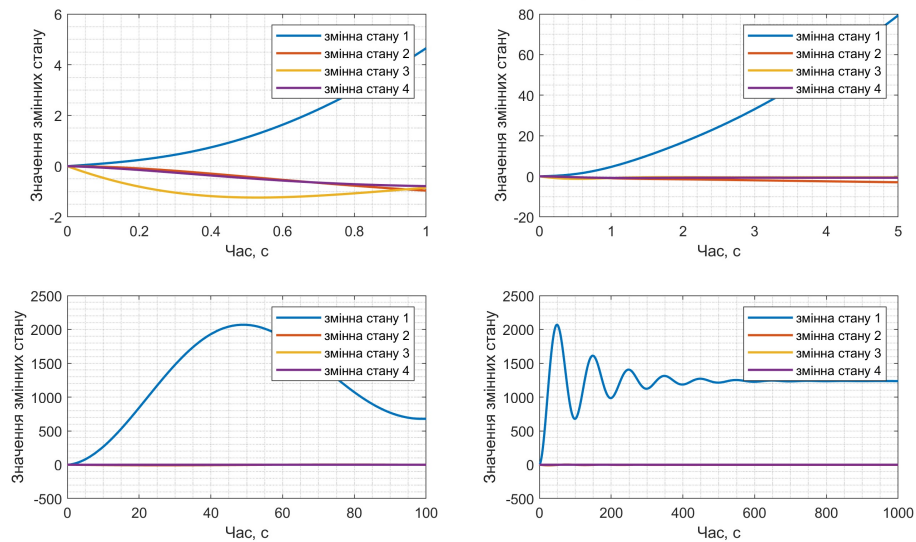 6
4
2
0
-2
0
0.2
0.4
0.6
0.8
1
Значення змінних стану
Час, с
змінна стану 1
змінна стану 2
змінна стану 3
змінна стану 4
80
60
40
20
0
-20
0
1
2
3
4
5
Значення змінних стану
Час, с
змінна стану 1
змінна стану 2
змінна стану 3
змінна стану 4
2500
2000
1500
1000
500
0
-500
0
20
40
60
80
100
Значення змінних стану
Час, с
змінна стану 1
змінна стану 2
змінна стану 3
змінна стану 4
2500
2000
1500
1000
500
0
-500
0
200
400
600
800
1000
Значення змінних стану
Час, с
змінна стану 1
змінна стану 2
змінна стану 3
змінна стану 4